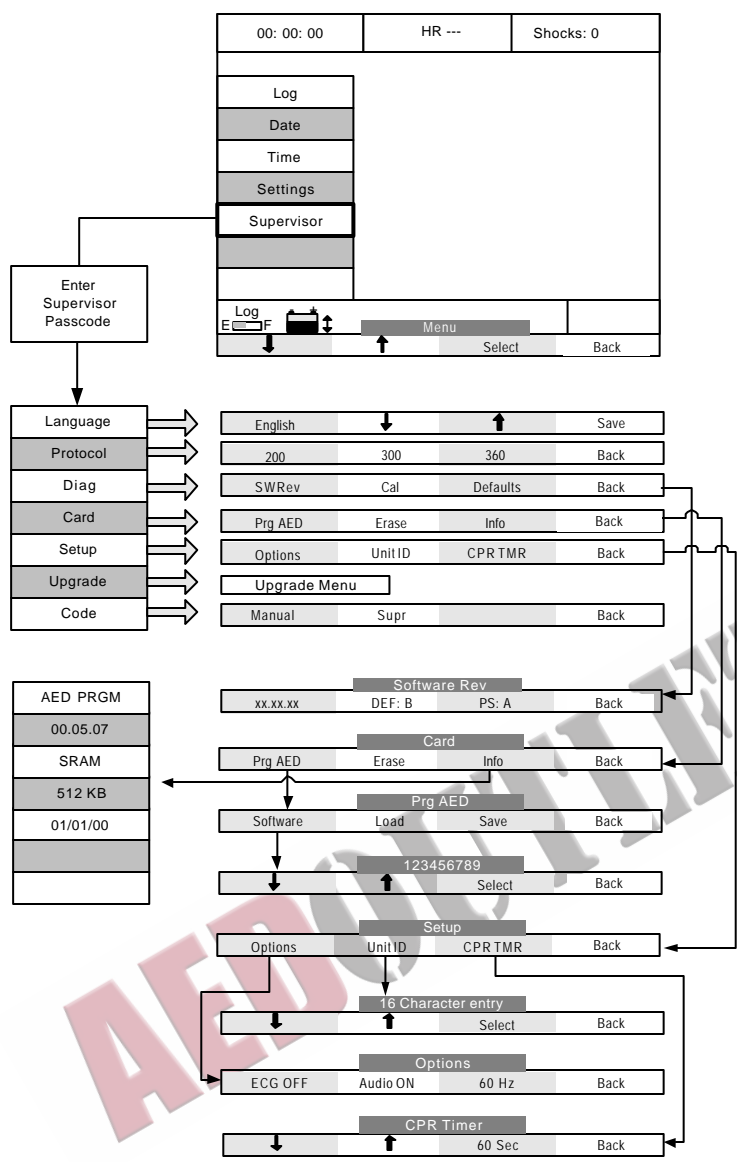 00: 00: 00 HR --- Shocks: 0
Log
Date
Time
Settings
Supervisor
Enter
Supervisor
Passcode
Log
E F
Menu
Select Back
Language English Save
Protocol 200 300 360 Back
Diag SWRev Cal Defaults Back
Card Prg AED Erase Info Back
Setup Options Unit ID CPR TMR Back
Upgrade Upgrade Menu
Code Manual Supr Back
AED PRGM
00.05.07
SRAM
512 KB
01/01/00
Software Rev
xx.xx.xx DEF: B PS: A Back
Card
Prg AED Erase Info Back
Prg AED
Software Load Save Back
123456789
Select Back
Setup
Options Unit ID CPR TMR Back
16 Character entry
Select Back
Options
ECG OFF Audio ON 60 Hz Back
CPR Timer
60 Sec Back
AEDOUTLET